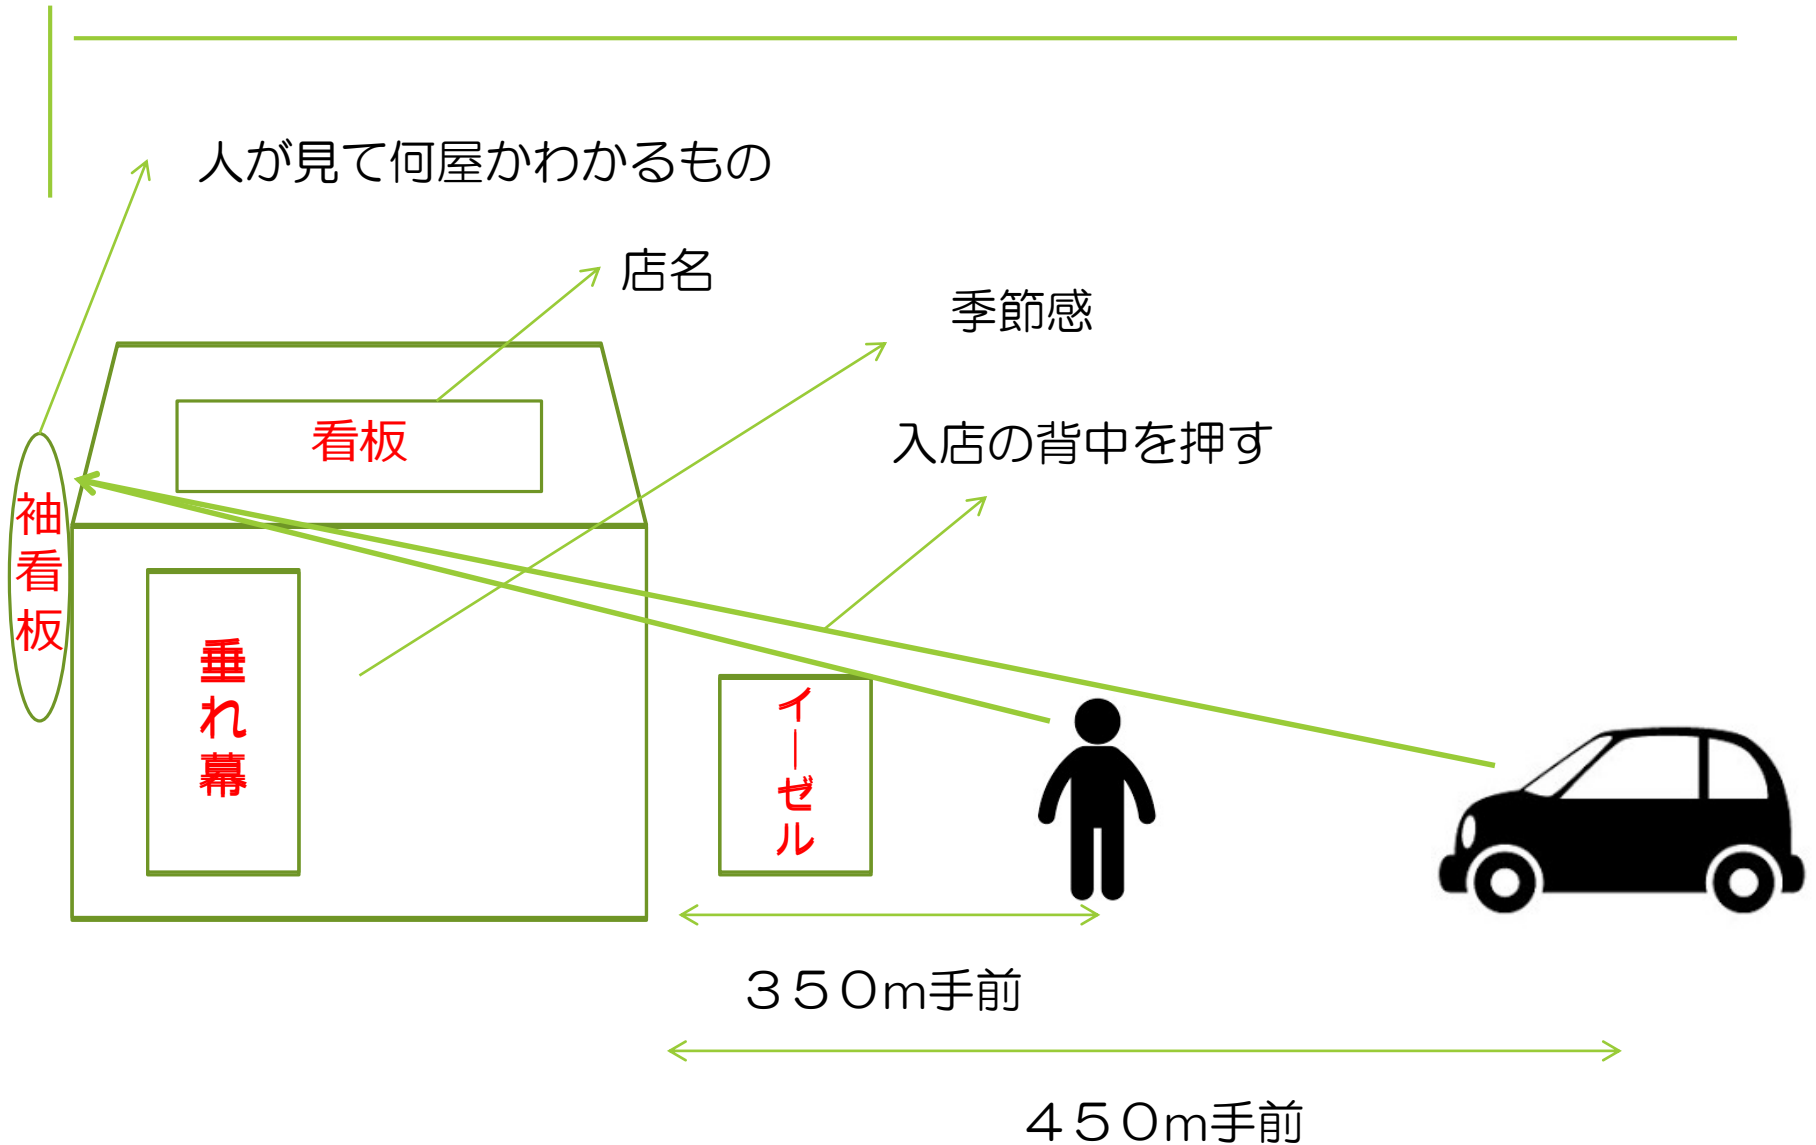 人が見て何屋かわかるもの
店名
季節感
看板
入店の背中を押す
袖看板
垂れ幕
イーゼル
３５０ｍ手前
４５０ｍ手前